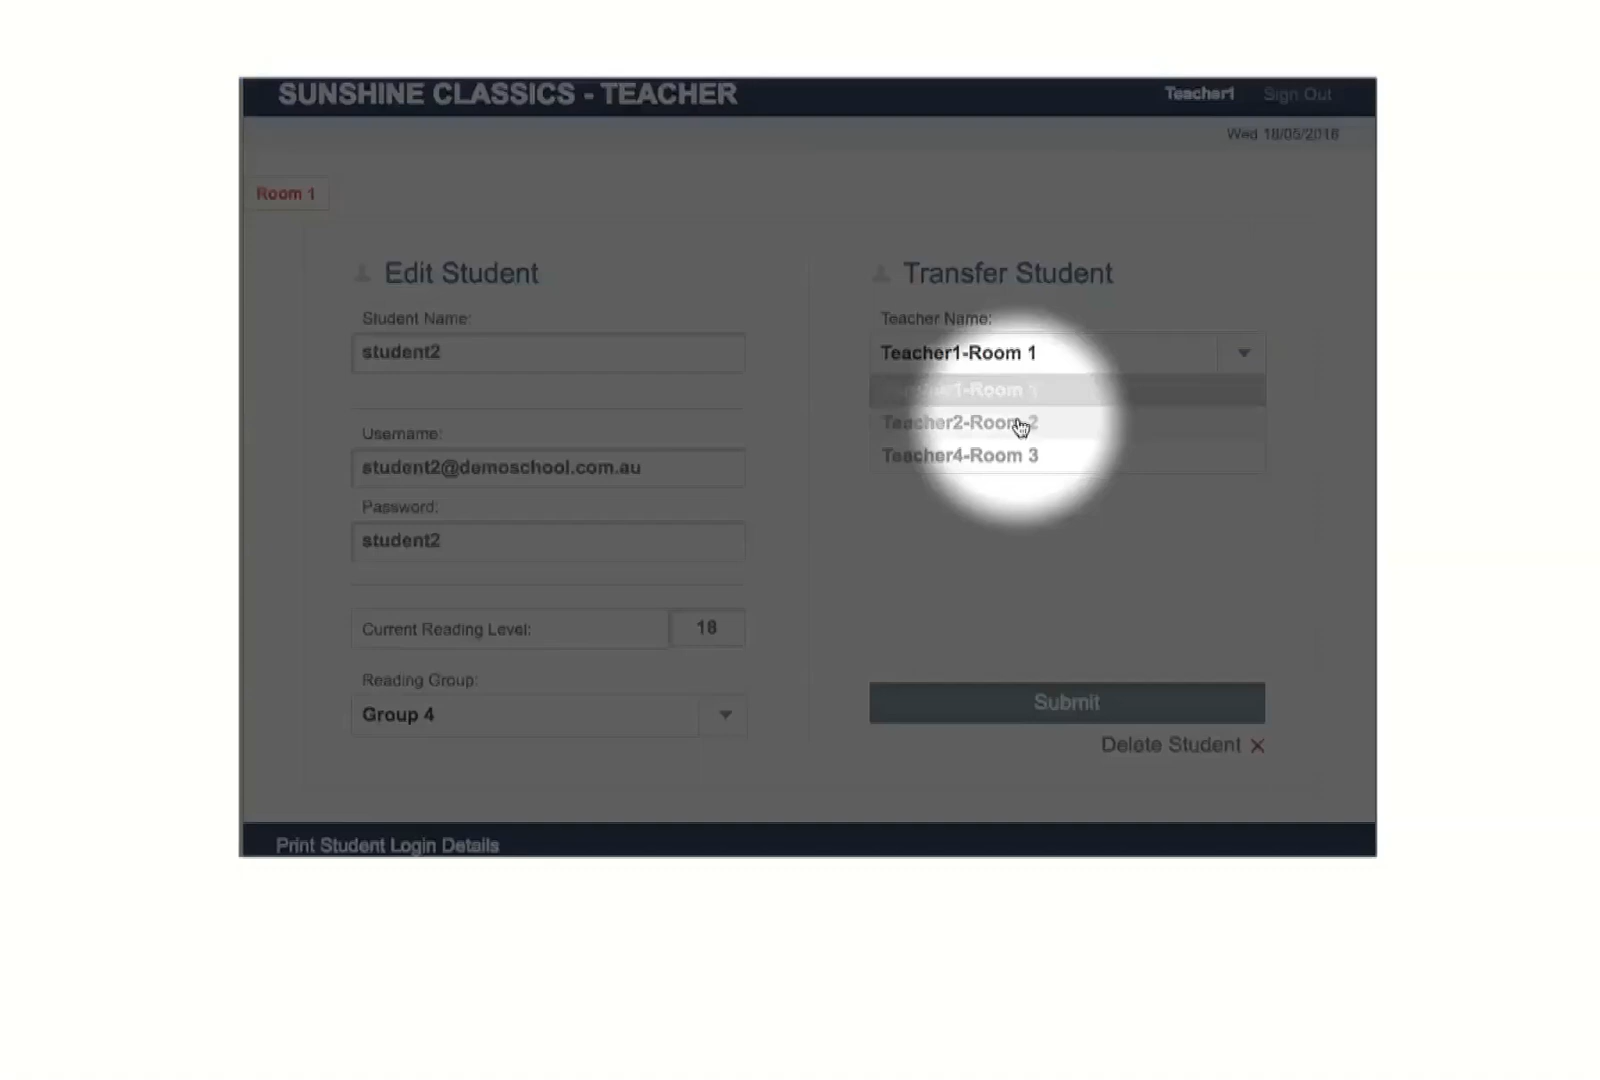 SUNSHINE CLASSICS - TEACHER
Teacher1 Sign Out
Wed 18/05/2016
Room 1
Edit Student
Student Name:
student2
Username:
student2@demoschool.com.au
Password:
student2
Current Reading Level: 18
Reading Group:
Group 4
Transfer Student
Teacher Name:
Teacher1-Room 1
Teacher1-Room 1
Teacher2-Room 2
Teacher4-Room 3
Submit
Delete Student X
Print Student Login Details